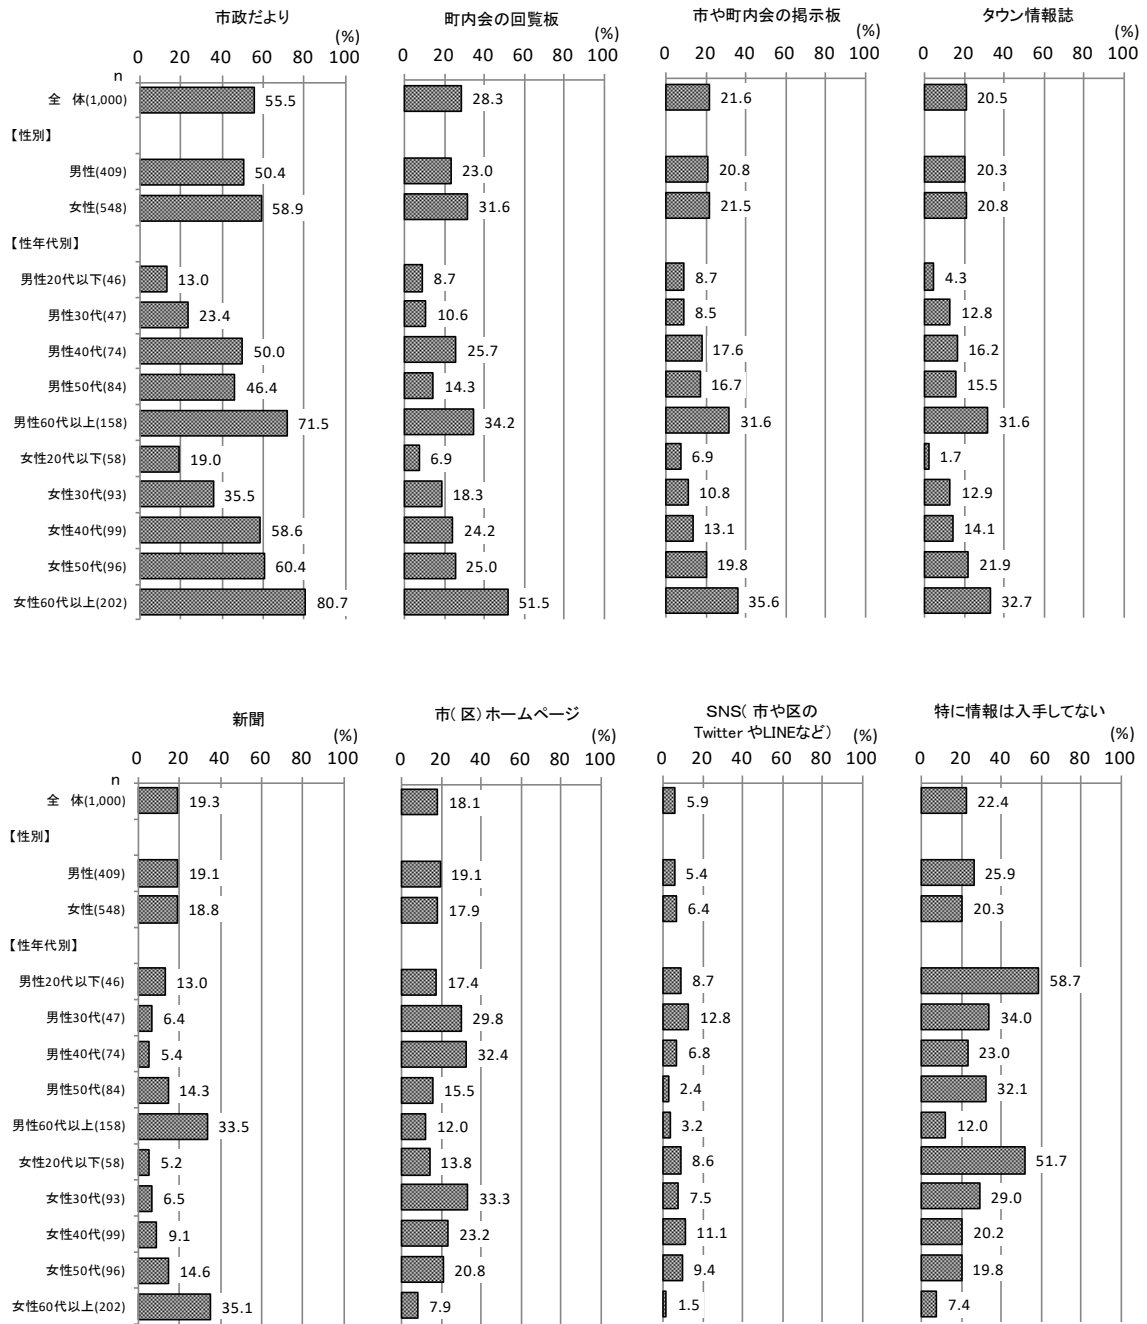 市政だより 町内会の回覧板 市や町内会の掲示板 タウン情報誌
(%) (%) (%) (%)
0 20 40 60 80 100 0 20 40 60 80 100 0 20 40 60 80 100 0 20 40 60 80 100
n
全 体(1,000) 55.5 28.3 21.6 20.5
【性別】
男性(409) 50.4 23.0 20.8 20.3
女性(548) 58.9 31.6 21.5 20.8
【性年代別】
男性20代以下(46) 13.0 8.7 8.7 4.3
男性30代(47) 23.4 10.6 8.5 12.8
男性40代(74) 50.0 25.7 17.6 16.2
男性50代(84) 46.4 14.3 16.7 15.5
男性60代以上(158) 71.5 34.2 31.6 31.6
女性20代以下(58) 19.0 6.9 6.9 1.7
女性30代(93) 35.5 18.3 10.8 12.9
女性40代(99) 58.6 24.2 13.1 14.1
女性50代(96) 60.4 25.0 19.8 21.9
女性60代以上(202) 80.7 51.5 35.6 32.7
新聞 市(区)ホームページ SNS(市や区の 特に情報は入手してない
TwitterやLINEなど)
(%) (%) (%) (%)
0 20 40 60 80 100 0 20 40 60 80 100 0 20 40 60 80 100 0 20 40 60 80 100
n
全 体(1,000) 19.3 18.1 5.9 22.4
【性別】
男性(409) 19.1 19.1 5.4 25.9
女性(548) 18.8 17.9 6.4 20.3
【性年代別】
男性20代以下(46) 13.0 17.4 8.7 58.7
男性30代(47) 6.4 29.8 12.8 34.0
男性40代(74) 5.4 32.4 6.8 23.0
男性50代(84) 14.3 15.5 2.4 32.1
男性60代以上(158) 33.5 12.0 3.2 12.0
女性20代以下(58) 5.2 13.8 8.6 51.7
女性30代(93) 6.5 33.3 7.5 29.0
女性40代(99) 9.1 23.2 11.1 20.2
女性50代(96) 14.6 20.8 9.4 19.8
女性60代以上(202) 35.1 7.9 1.5 7.4